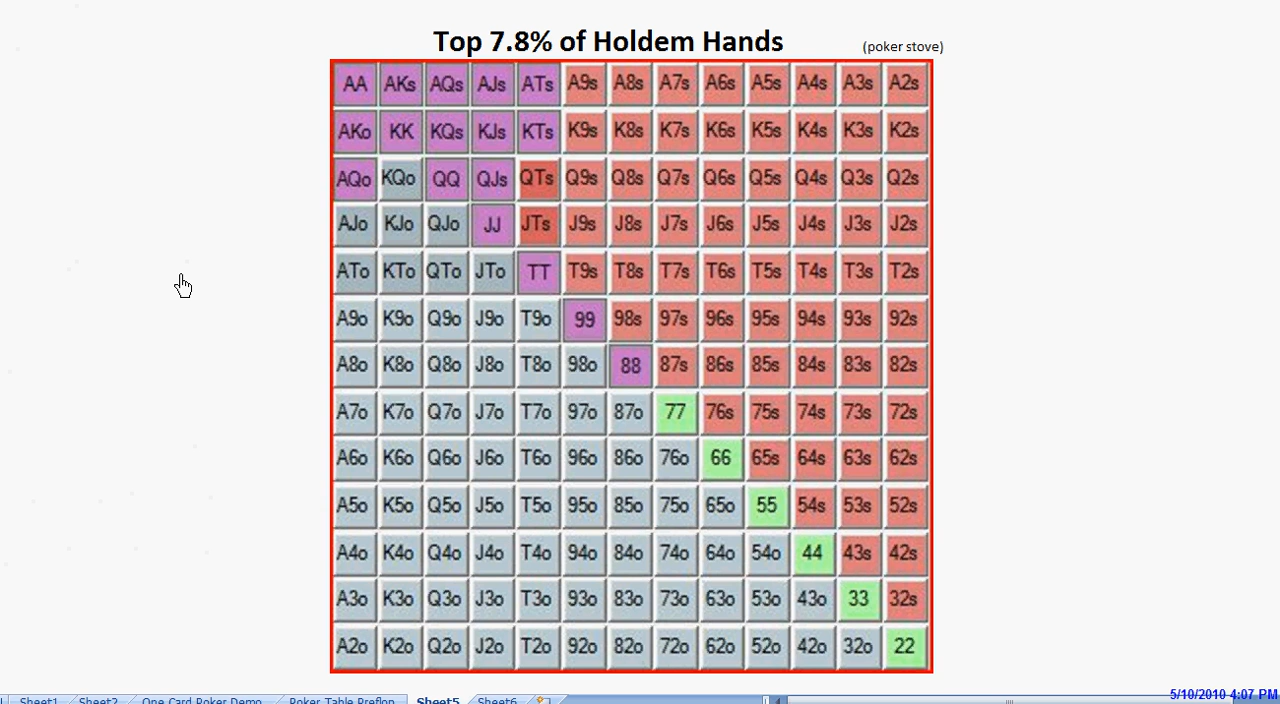 Top 7.8% of Holdem Hands (poker stove)
AA AKs AQs AJs ATs A9s A8s A7s A6s A5s A4s A3s A2s
AKo KK KQs KJs KTs K9s K8s K7s K6s K5s K4s K3s K2s
AQo KQo QQ QJs QTs Q9s Q8s Q7s Q6s Q5s Q4s Q3s Q2s
AJo KJo QJo JJ JTs J9s J8s J7s J6s J5s J4s J3s J2s
ATo KTo QTo JTo TT T9s T8s T7s T6s T5s T4s T3s T2s
A9o K9o Q9o J9o T9o 99 98s 97s 96s 95s 94s 93s 92s
A8o K8o Q8o J8o T8o 98o 88 87s 86s 85s 84s 83s 82s
A7o K7o Q7o J7o T7o 97o 87o 77 76s 75s 74s 73s 72s
A6o K6o Q6o J6o T6o 96o 86o 76o 66 65s 64s 63s 62s
A5o K5o Q5o J5o T5o 95o 85o 75o 65o 55 54s 53s 52s
A4o K4o Q4o J4o T4o 94o 84o 74o 64o 54o 44 43s 42s
A3o K3o Q3o J3o T3o 93o 83o 73o 63o 53o 43o 33 32s
A2o K2o Q2o J2o T2o 92o 82o 72o 62o 52o 42o 32o 22
5/10/2010 4:07 PM
Sheet1 Sheet2 One Card Poker Demo Poker Table Preflop Sheet5 Sheet6